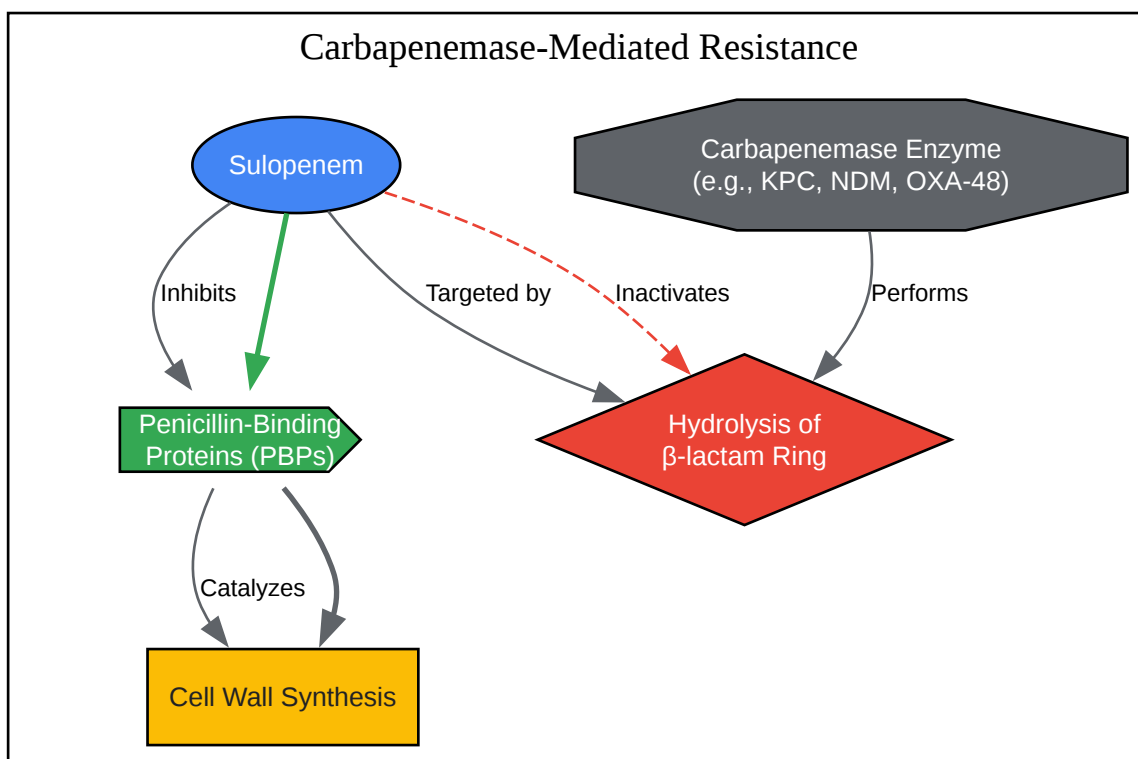 Carbapenemase-Mediated Resistance
Sulopenem
Carbapenemase Enzyme
(e.g., KPC, NDM, OXA-48)
Inhibits
Targeted by
Inactivates
Performs
Penicillin-Binding
Proteins (PBPs)
Hydrolysis of
β-lactam Ring
Catalyzes
Cell Wall Synthesis